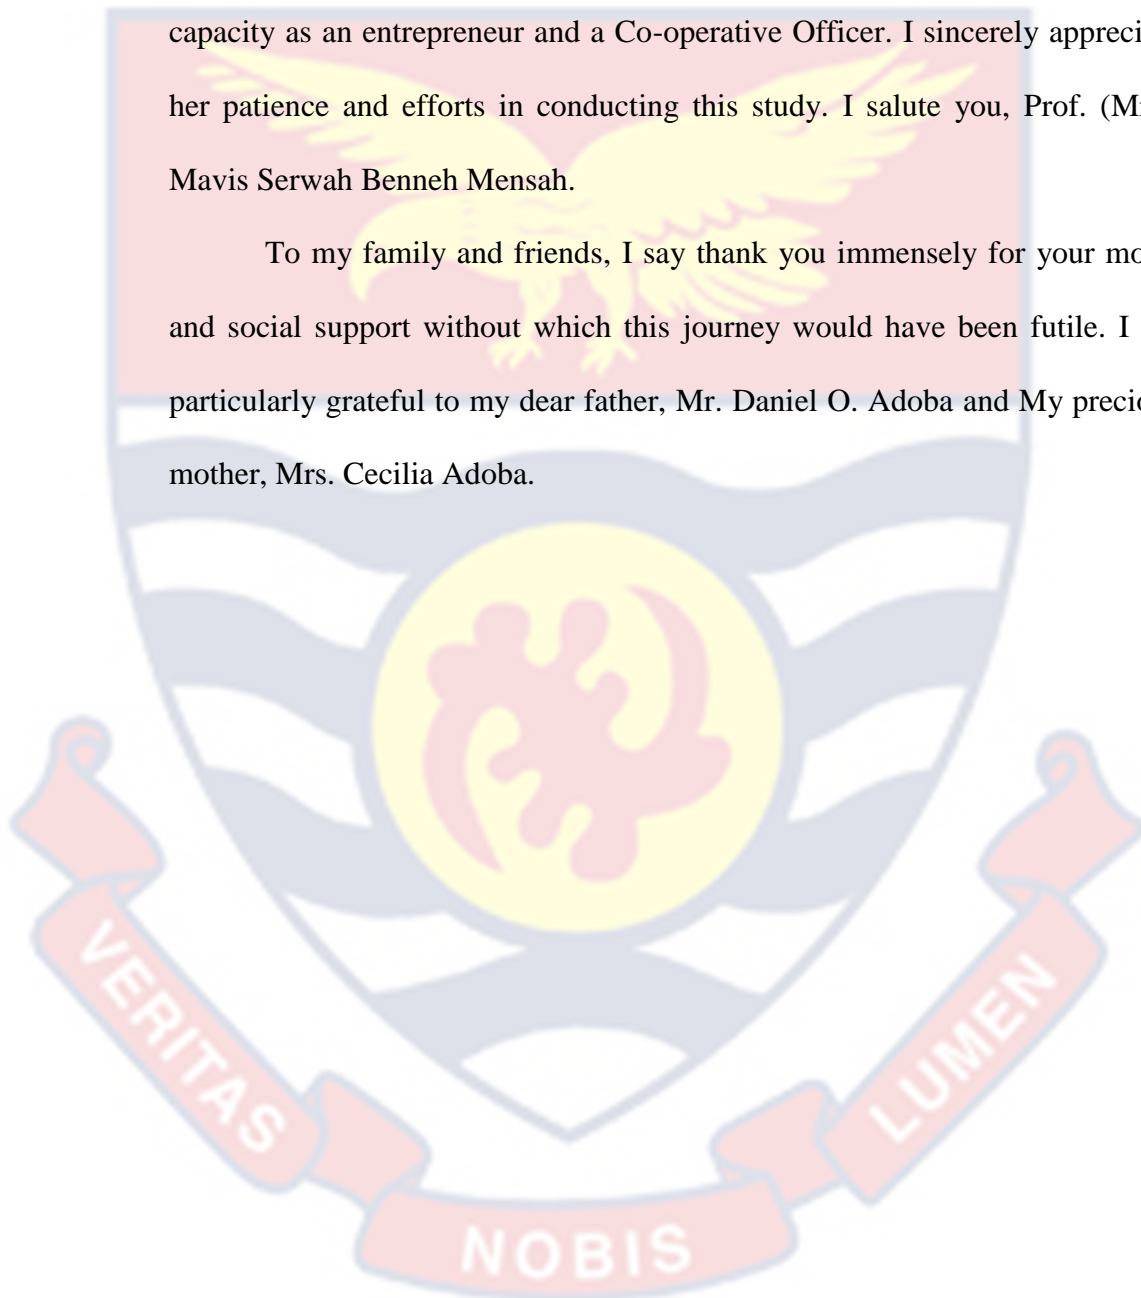 capacity as an entrepreneur and a Co-operative Officer. I sincerely
her patience and efforts in conducting this study. I salute you, Prof.
Mavis Serwah Benneh Mensah.
To my family and friends, I say thank you immensely for your
and social support without which this journey would have been futile. I
particularly grateful to my dear father, Mr. Daniel O. Adoba and My
mother, Mrs. Cecilia Adoba.
VERITAS
NOBIS
LUMEN